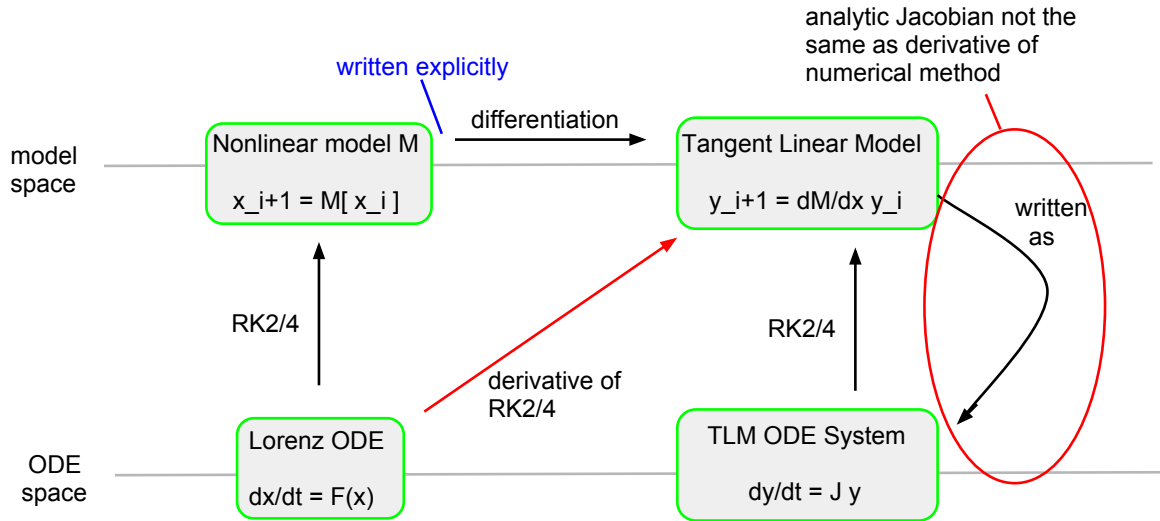 analytic Jacobian not the
same as derivative of
numerical method
written explicitly
differentiation
model
space
Nonlinear model M
x_i+1 = M[ x_i ]
Tangent Linear Model
y_i+1 = dM/dx y_i
written
as
RK2/4
RK2/4
derivative of
RK2/4
ODE
space
Lorenz ODE
dx/dt = F(x)
TLM ODE System
dy/dt = J y